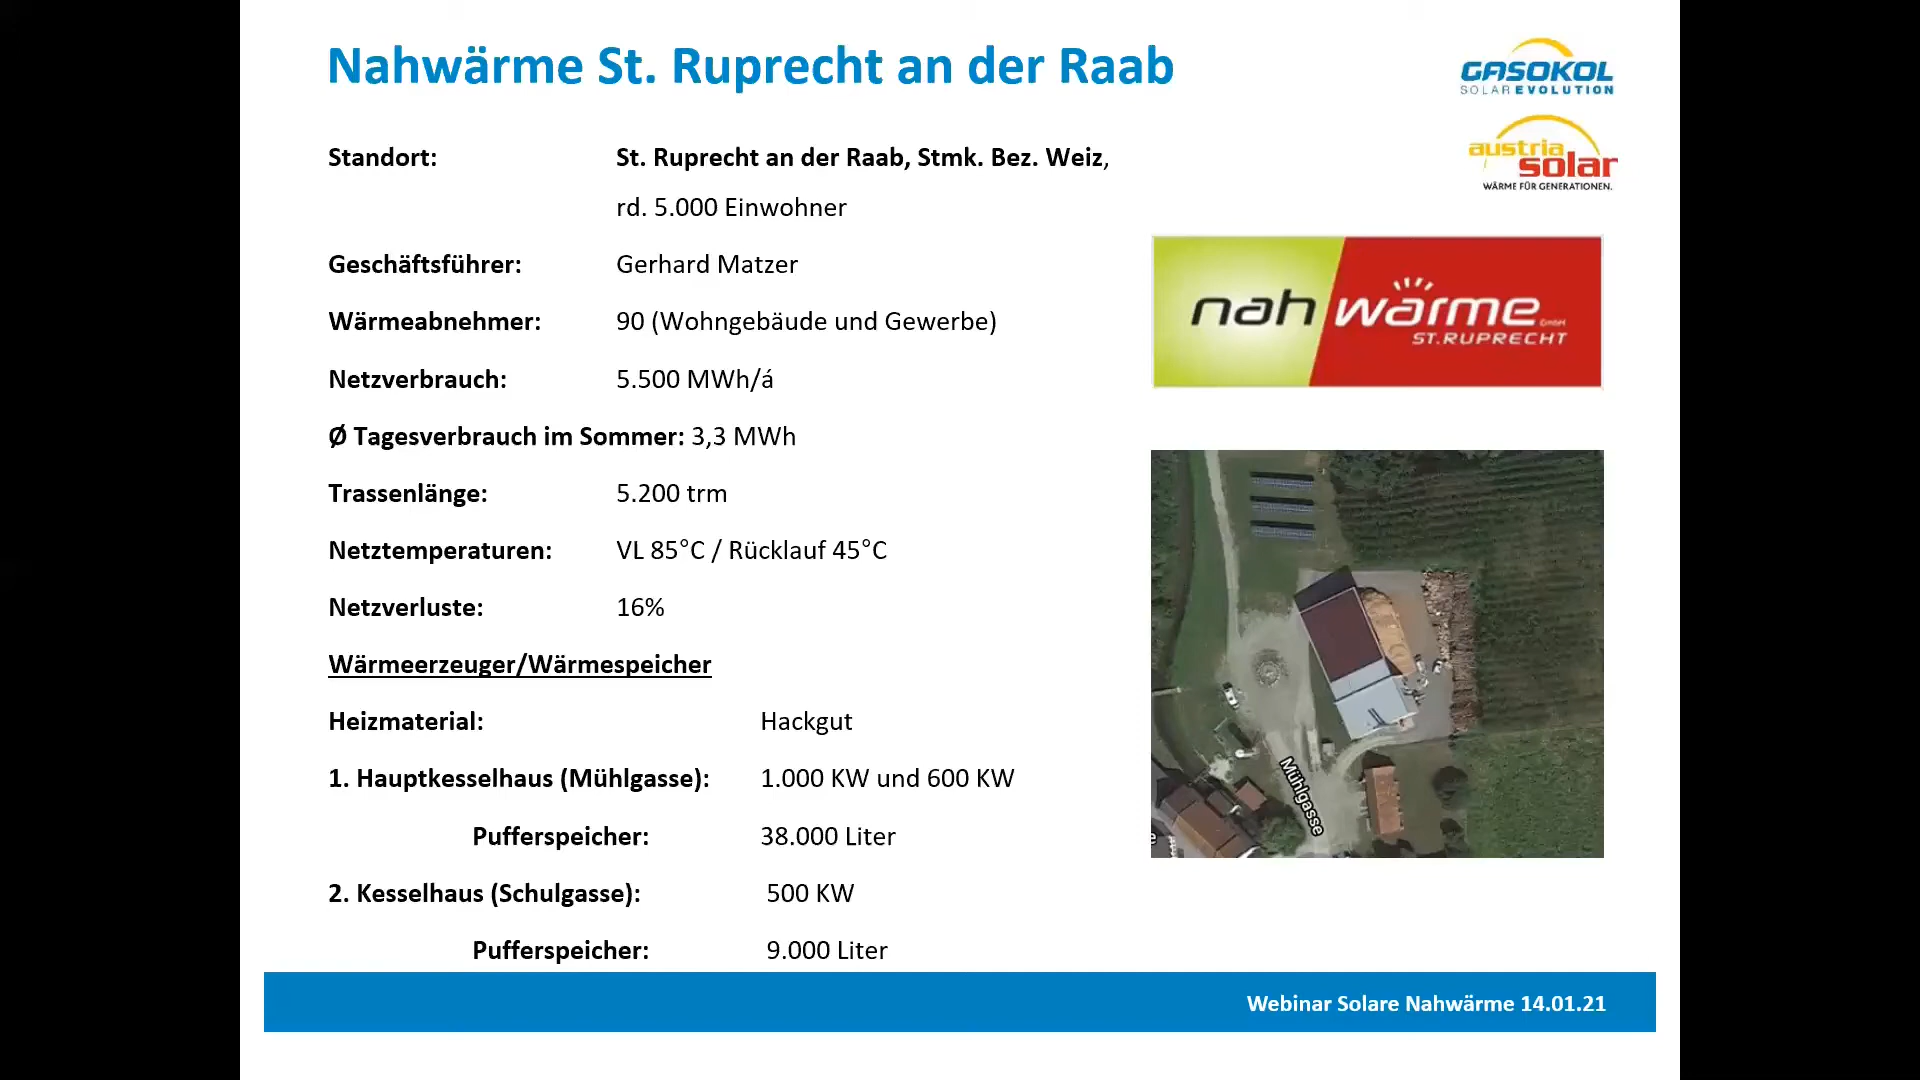 Nahwärme St. Ruprecht an der Raab
GASOKOL
SOLAREVOLUTION
austria
solar
WÄRME FÜR GENERATIONEN.
Standort: St. Ruprecht an der Raab, Stmk. Bez. Weiz,
rd. 5.000 Einwohner
Geschäftsführer: Gerhard Matzer
Wärmeabnehmer: 90 (Wohngebäude und Gewerbe)
Netzverbrauch: 5.500 MWh/á
Ø Tagesverbrauch im Sommer: 3,3 MWh
Trassenlänge: 5.200 trm
Netztemperaturen: VL 85°C / Rücklauf 45°C
Netzverluste: 16%
Wärmeerzeuger/Wärmespeicher
Heizmaterial: Hackgut
1. Hauptkesselhaus (Mühlgasse): 1.000 KW und 600 KW
Pufferspeicher: 38.000 Liter
2. Kesselhaus (Schulgasse): 500 KW
Pufferspeicher: 9.000 Liter
nahwärme GmbH
ST.RUPRECHT
Mühlgasse
e
Webinar Solare Nahwärme 14.01.21